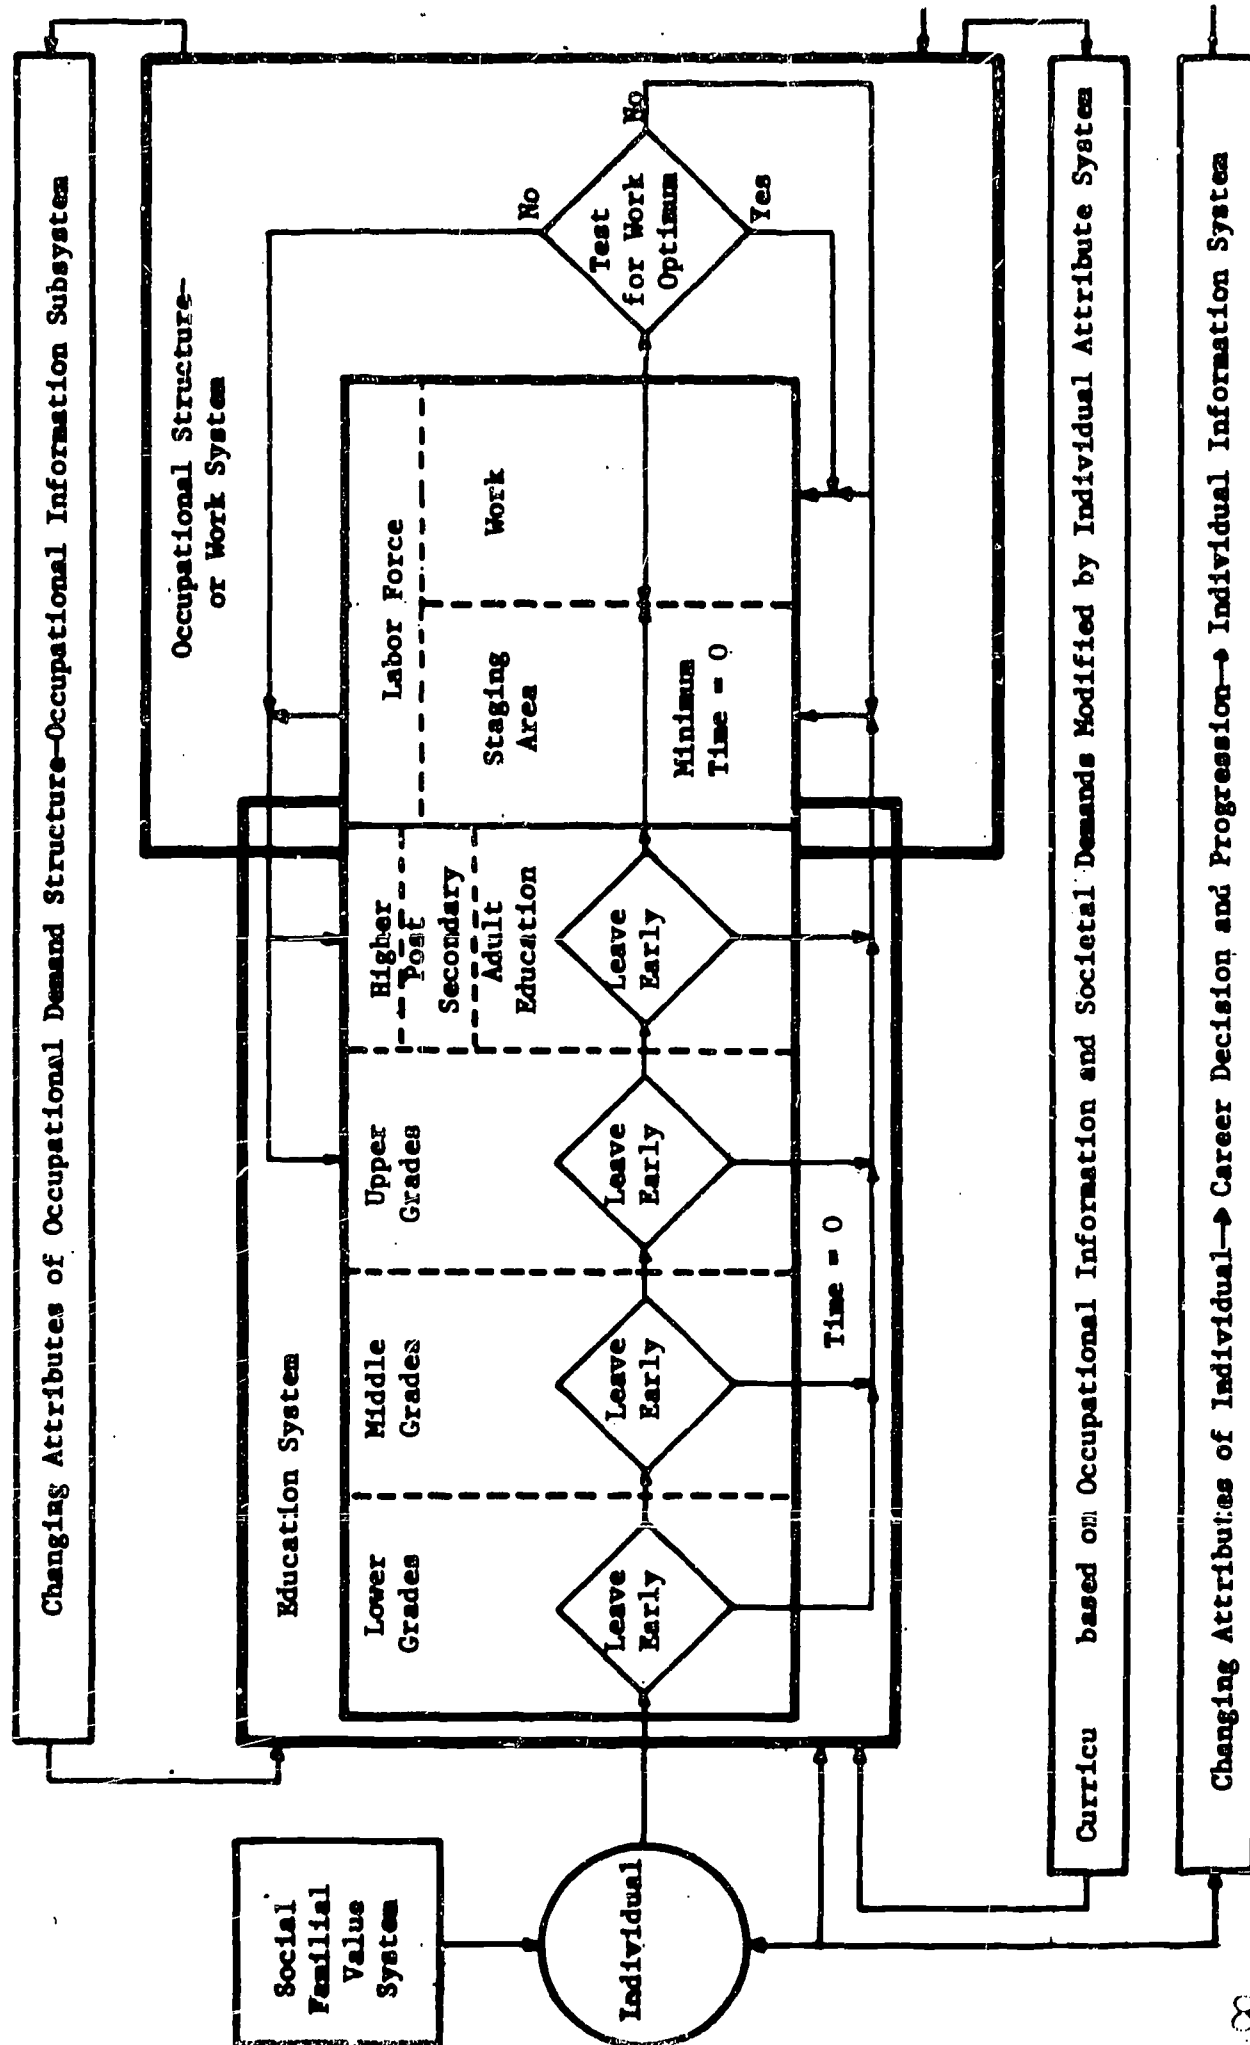 Changing Attributes of Occupational Demand Structure-Occupational Information Subsystem
Occupational Structure-
or Work System
Education System
Social
Familial
Value
System
Individual
Lower
Grades
Middle
Grades
Upper
Grades
Higher
Post
Secondary
Adult
Education
Labor Force
Staging
Area
Work
Leave
Early
Leave
Early
Leave
Early
Leave
Early
Minimum
Time = 0
Time = 0
Test
for Work
Optimum
No
No
Yes
Curricu based on Occupational Information and Societal Demands Modified by Individual Attribute System
Changing Attributes of Individual→ Career Decision and Progression→ Individual Information System
8